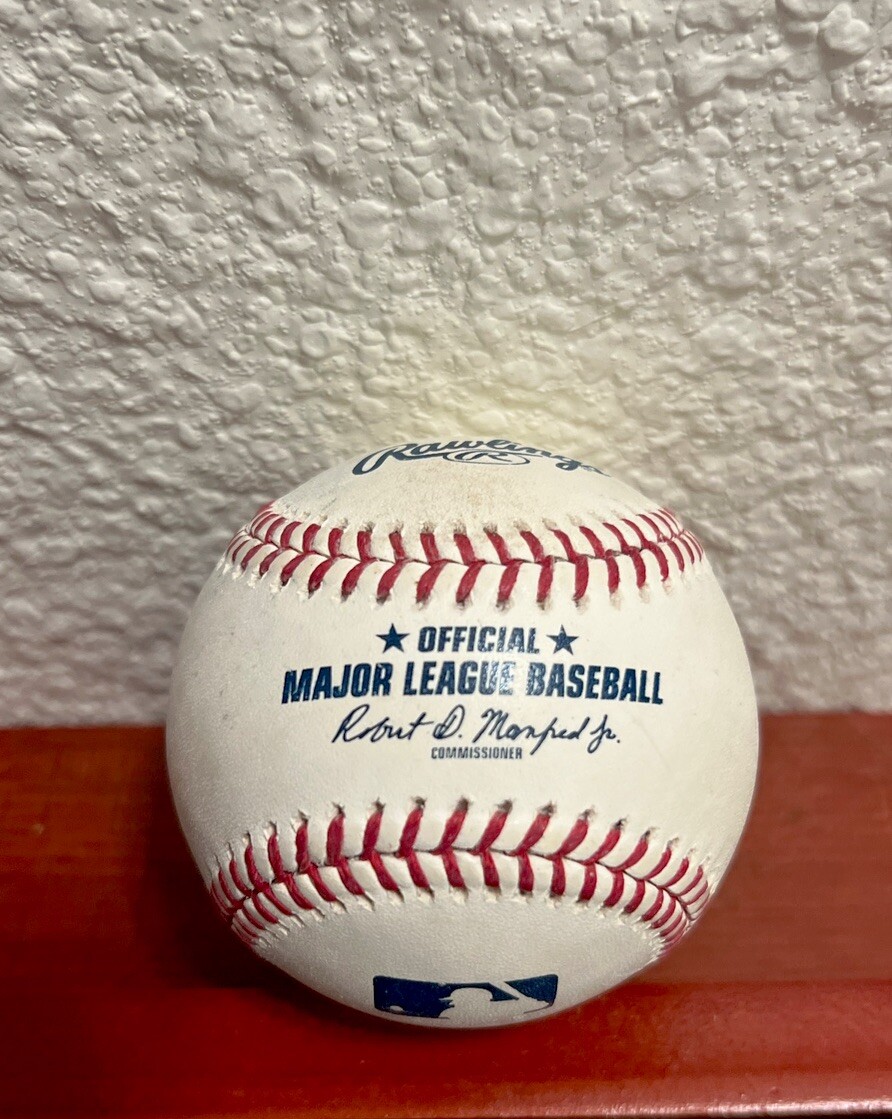 Rawlings
®
★ OFFICIAL ★
MAJOR LEAGUE BASEBALL
Robert D. Manfred Jr.
COMMISSIONER